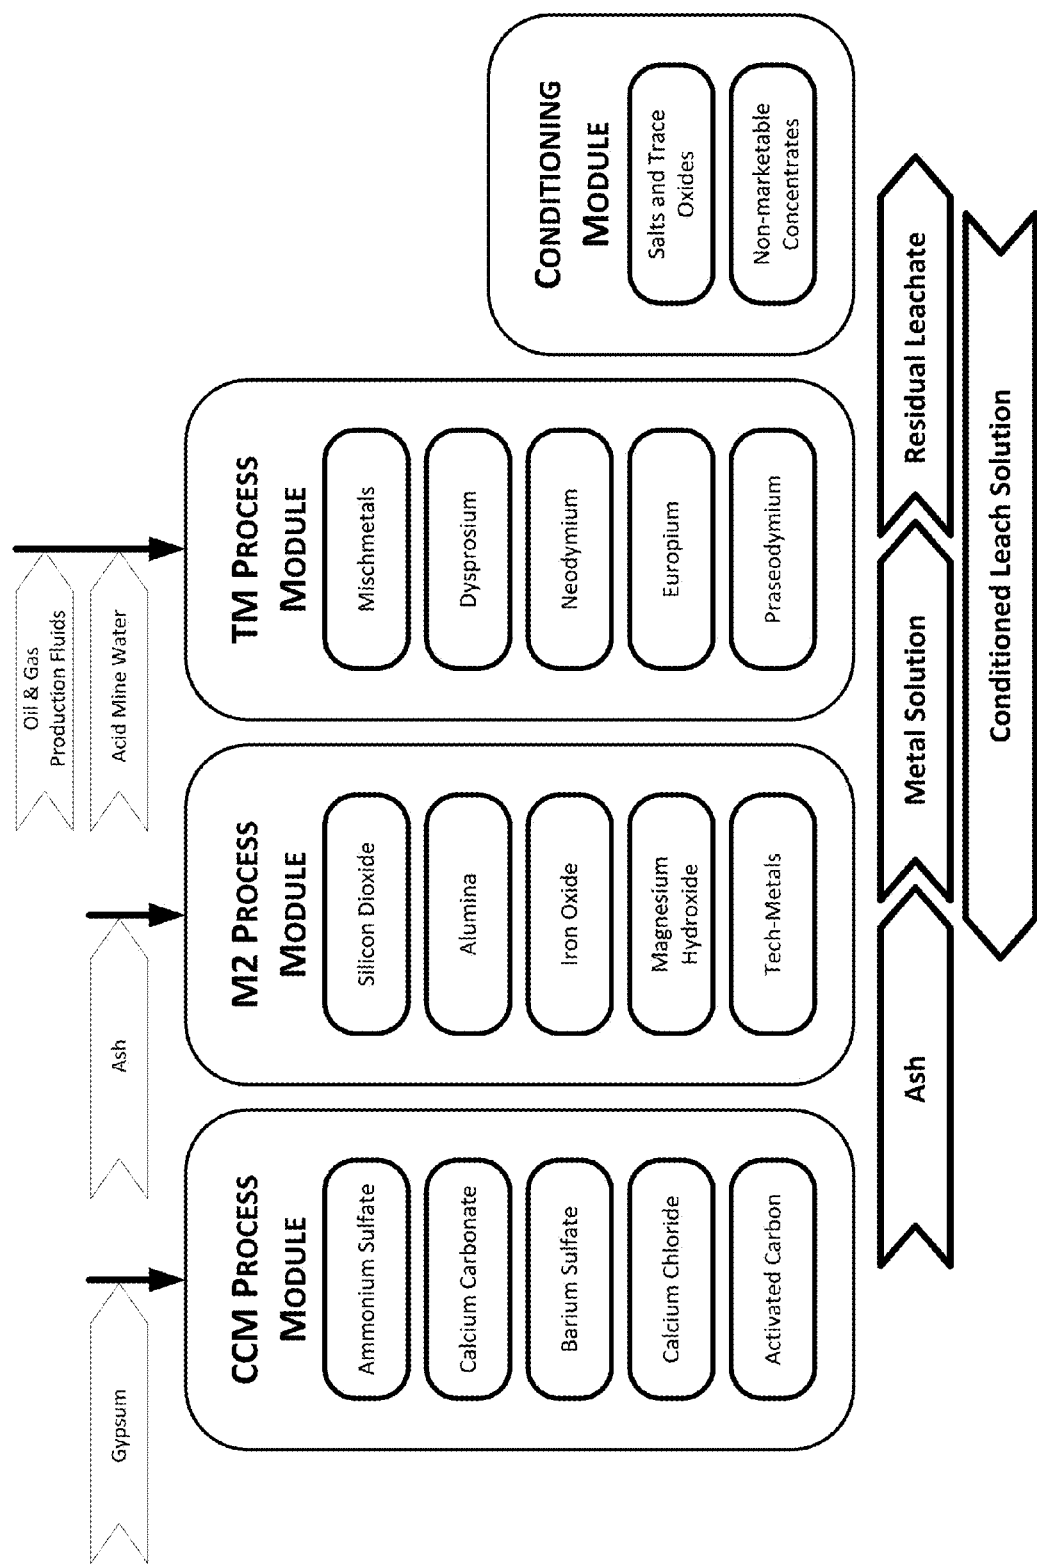 Oil & Gas
Production Fluids
Gypsum
Ash
Acid Mine Water
CCM PROCESS
MODULE
Ammonium Sulfate
Calcium Carbonate
Barium Sulfate
Calcium Chloride
Activated Carbon
M2 PROCESS
MODULE
Silicon Dioxide
Alumina
Iron Oxide
Magnesium
Hydroxide
Tech-Metals
TM PROCESS
MODULE
Mischmetals
Dysprosium
Neodymium
Europium
Praseodymium
CONDITIONING
MODULE
Salts and Trace
Oxides
Non-marketable
Concentrates
Ash
Metal Solution
Residual Leachate
Conditioned Leach Solution